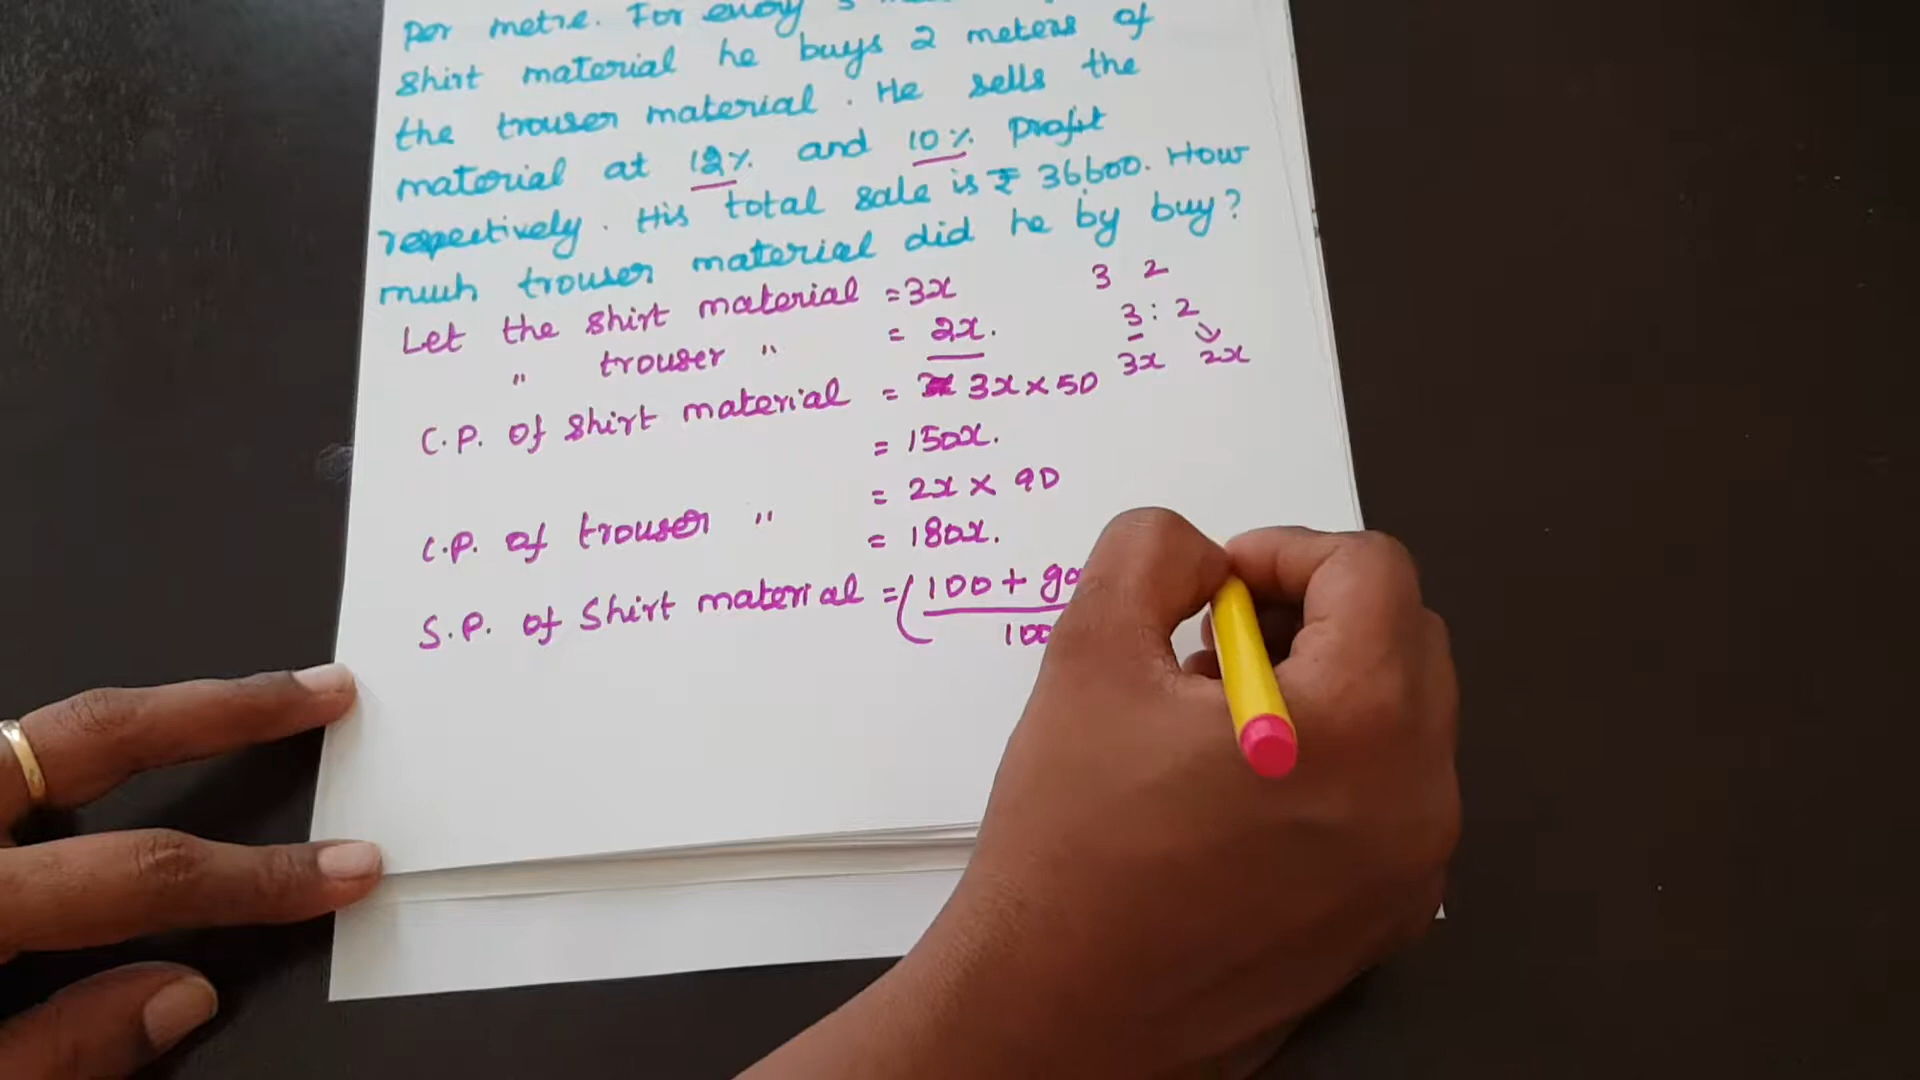 per metre. For every 3
shirt material he buys 2 meters of
the trouser material. He sells the
material at 12% and 10% profit
respectively. His total sale is ₹ 36600. How
much trouser material did he by buy?
Let the shirt material = 3x 3 2
" trouser " = 2x. 3 : 2
3x 2x
C.P. of shirt material = 3x × 50
= 150x.
C.P. of trouser " = 2x × 90
= 180x.
S.P. of Shirt material = ( 100 +
100